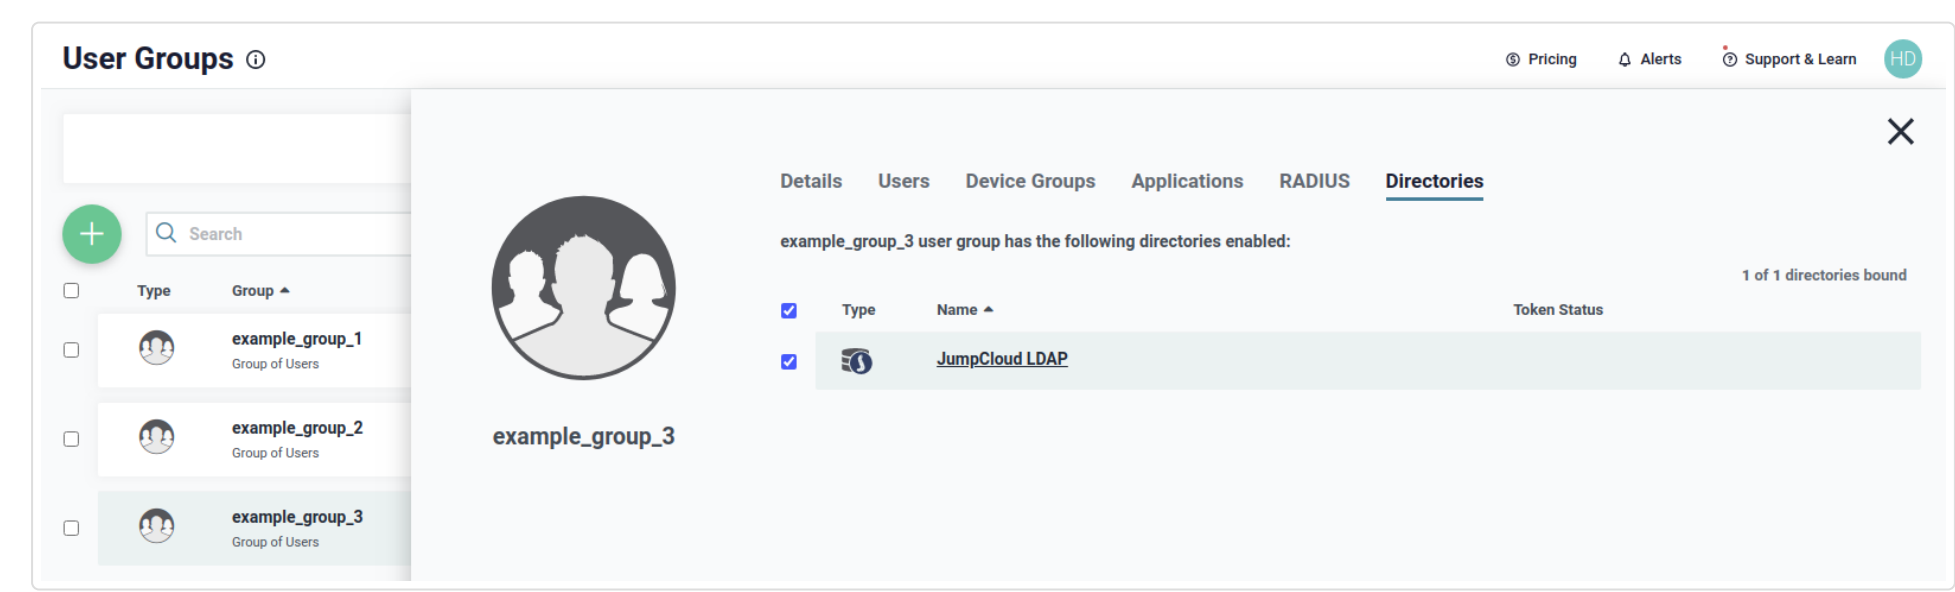 User Groups
Pricing
Alerts
Support & Learn
HD
Search
Type Group
example_group_1
Group of Users
example_group_2
Group of Users
example_group_3
Group of Users
example_group_3
Details Users Device Groups Applications RADIUS Directories
example_group_3 user group has the following directories enabled:
1 of 1 directories bound
Type Name Token Status
JumpCloud LDAP